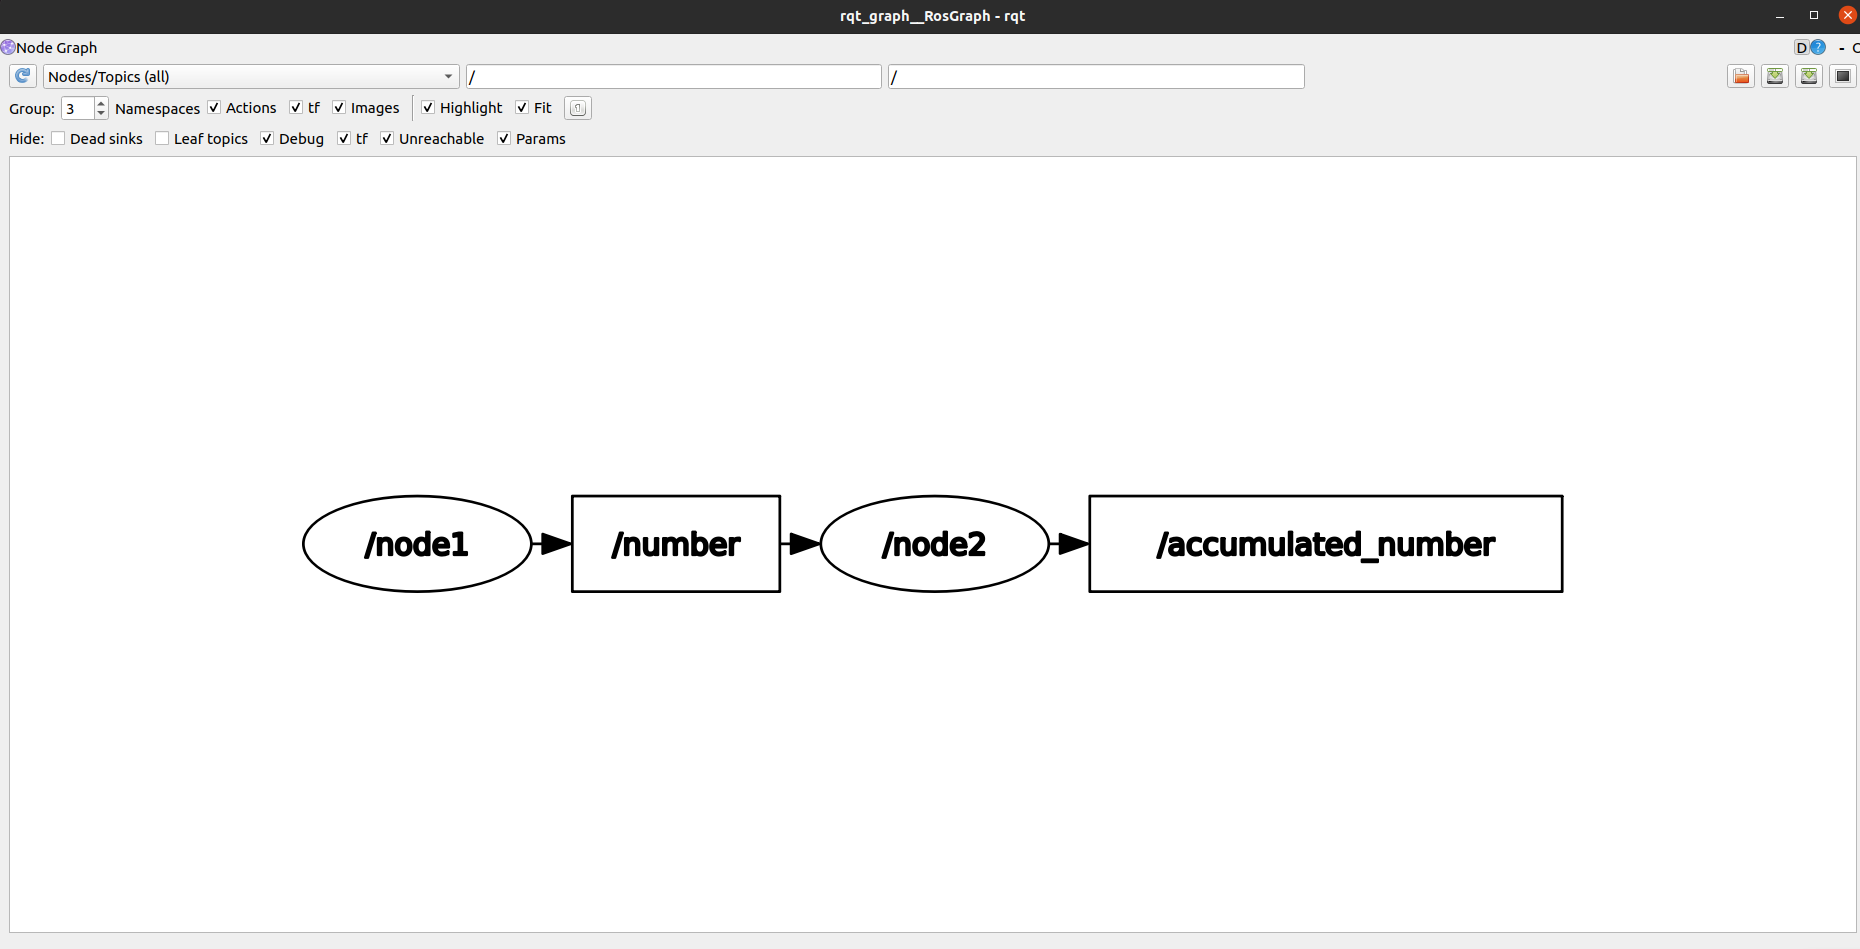 rqt_graph__RosGraph - rqt
Node Graph D ? - O
Nodes/Topics (all) / /
Group: 3 Namespaces Actions tf Images Highlight Fit
Hide: Dead sinks Leaf topics Debug tf Unreachable Params
/node1 /number /node2 /accumulated_number